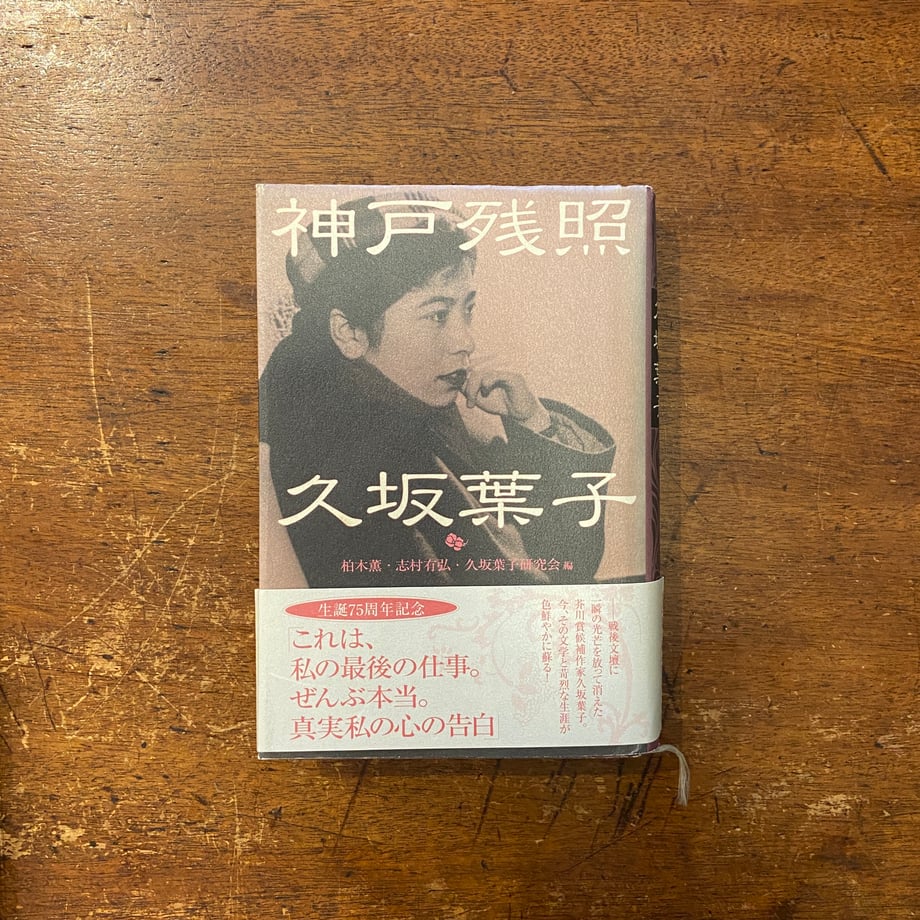 神戸残照
久坂葉子
柏木薫・志村有弘・久坂葉子研究会 編
生誕75周年記念
「これは、
私の最後の仕事。
ぜんぶ本当。
真実私の心の告白」
――戦後文壇に
一瞬の光芒を放って消えた
芥川賞候補作家久坂葉子。
今、その文学と苛烈な生涯が
色鮮やかに蘇る!